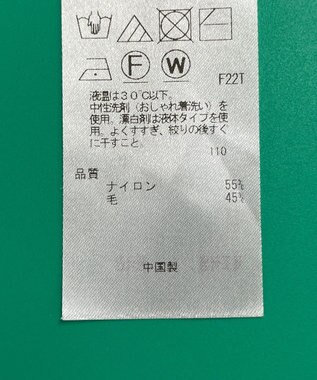 F W
F22T
液温は30℃以下。
中性洗剤(おしゃれ着洗い)を
使用。漂白剤は液体タイプを使
用。よくすすぎ、絞りの後すぐ
に干すこと。
110
品質
ナイロン 55%
毛 45%
中国製